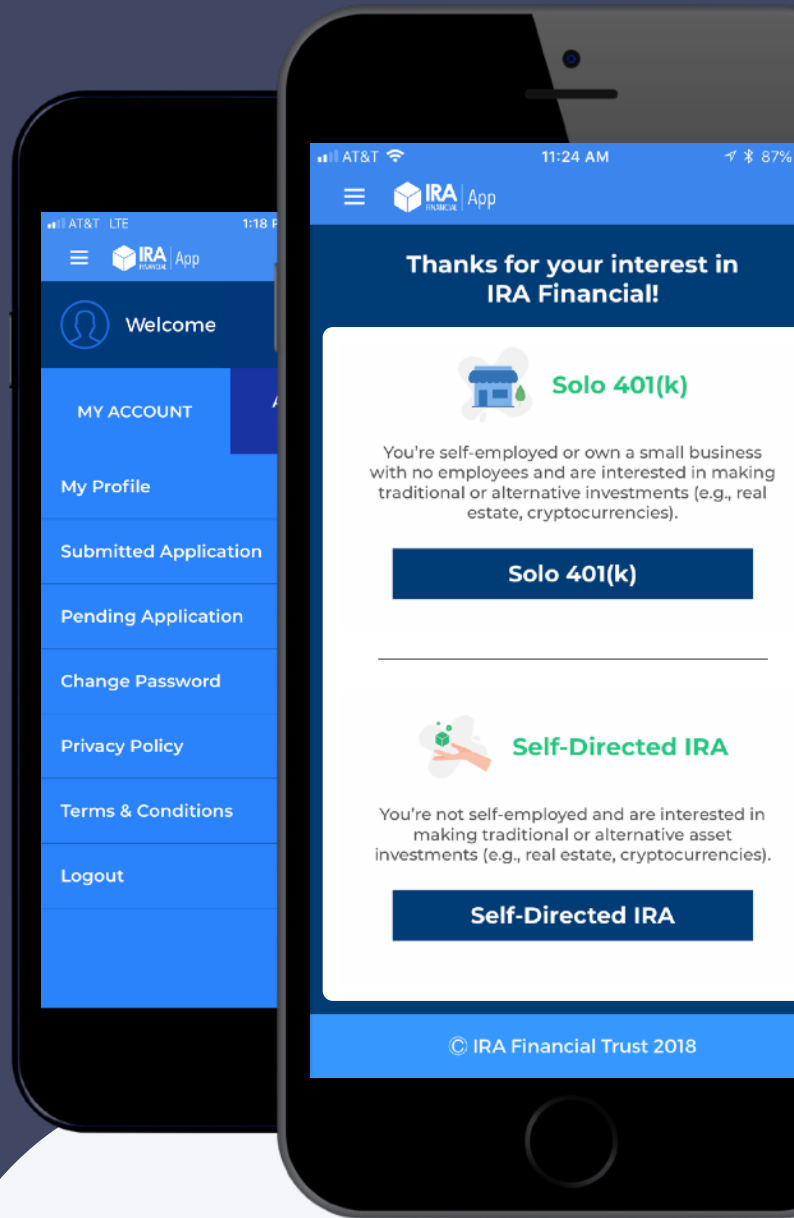 AT&T LTE
1:18 P
IRA
FINANCIAL
App
Welcome
MY ACCOUNT
A
My Profile
Submitted Application
Pending Application
Change Password
Privacy Policy
Terms & Conditions
Logout
AT&T
11:24 AM
87%
IRA
FINANCIAL
App
Thanks for your interest in
IRA Financial!
Solo 401(k)
You're self-employed or own a small business
with no employees and are interested in making
traditional or alternative investments (e.g., real
estate, cryptocurrencies).
Solo 401(k)
Self-Directed IRA
You're not self-employed and are interested in
making traditional or alternative asset
investments (e.g., real estate, cryptocurrencies).
Self-Directed IRA
© IRA Financial Trust 2018